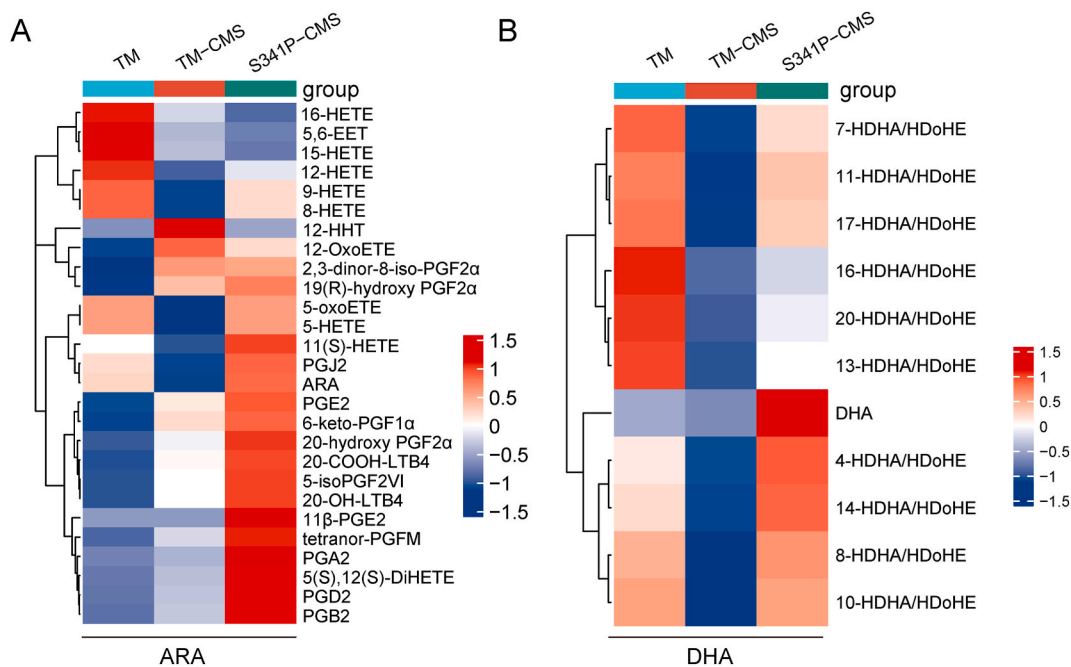 A
TM
TM-CMS
S341P-CMS
group
16-HETE
5,6-EET
15-HETE
12-HETE
9-HETE
8-HETE
12-HHT
12-OxoETE
2,3-dinor-8-iso-PGF2α
19(R)-hydroxy PGF2α
5-oxoETE
5-HETE
11(S)-HETE
PGJ2
ARA
PGE2
6-keto-PGF1α
20-hydroxy PGF2α
20-COOH-LTB4
5-isoPGF2VI
20-OH-LTB4
11β-PGE2
tetranor-PGFM
PGA2
5(S),12(S)-DiHETE
PGD2
PGB2
1.5
1
0.5
0
−0.5
−1
−1.5
ARA
B
TM
TM-CMS
S341P-CMS
group
7-HDHA/HDoHE
11-HDHA/HDoHE
17-HDHA/HDoHE
16-HDHA/HDoHE
20-HDHA/HDoHE
13-HDHA/HDoHE
DHA
4-HDHA/HDoHE
14-HDHA/HDoHE
8-HDHA/HDoHE
10-HDHA/HDoHE
1.5
1
0.5
0
−0.5
−1
−1.5
DHA